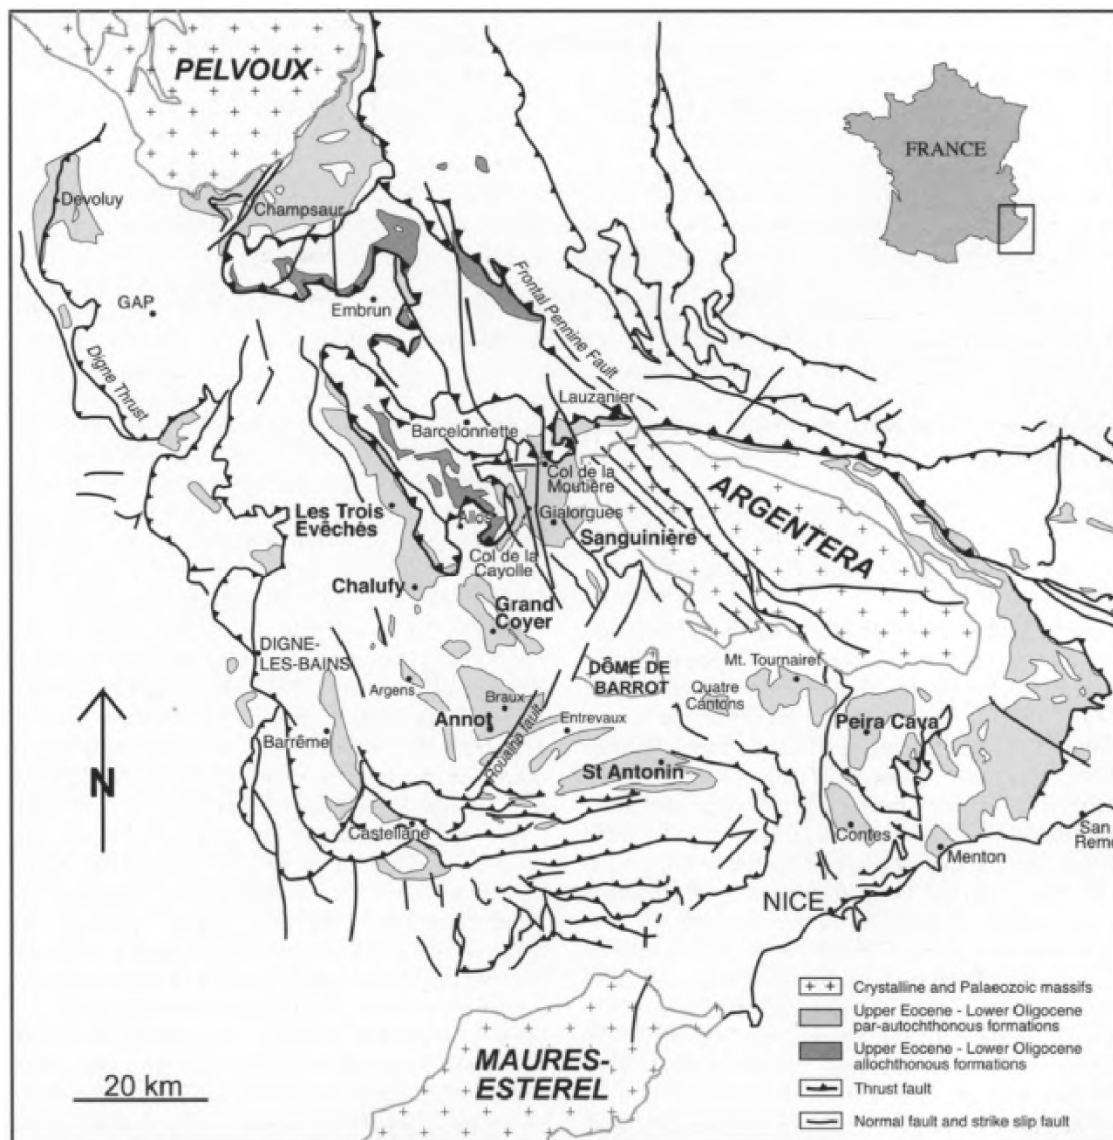 PELVOUX
FRANCE
Devoluy
Champsaur
GAP
Embrun
Frontal Pennine Fault
Digne Thrust
Lauzanier
Barcelonnette
Col de la
Moutière
ARGENTERA
Les Trois
Evêchés
Allos
Gialorgues
Sanguinière
Col de la
Cayolle
Chalufy
Grand
Coyer
DIGNE-
LES-BAINS
DÔME DE
BARROT
Mt. Tournairet
Argens
Braux
Quatre
Cantons
Annot
Entrevaux
Peira Cava
Rouaine fault
Barrême
N
St Antonin
Castellane
Contes
San
Remo
Menton
NICE
MAURES-
ESTEREL
20 km
Crystalline and Palaeozoic massifs
Upper Eocene - Lower Oligocene
par-autochthonous formations
Upper Eocene - Lower Oligocene
allochthonous formations
Thrust fault
Normal fault and strike slip fault